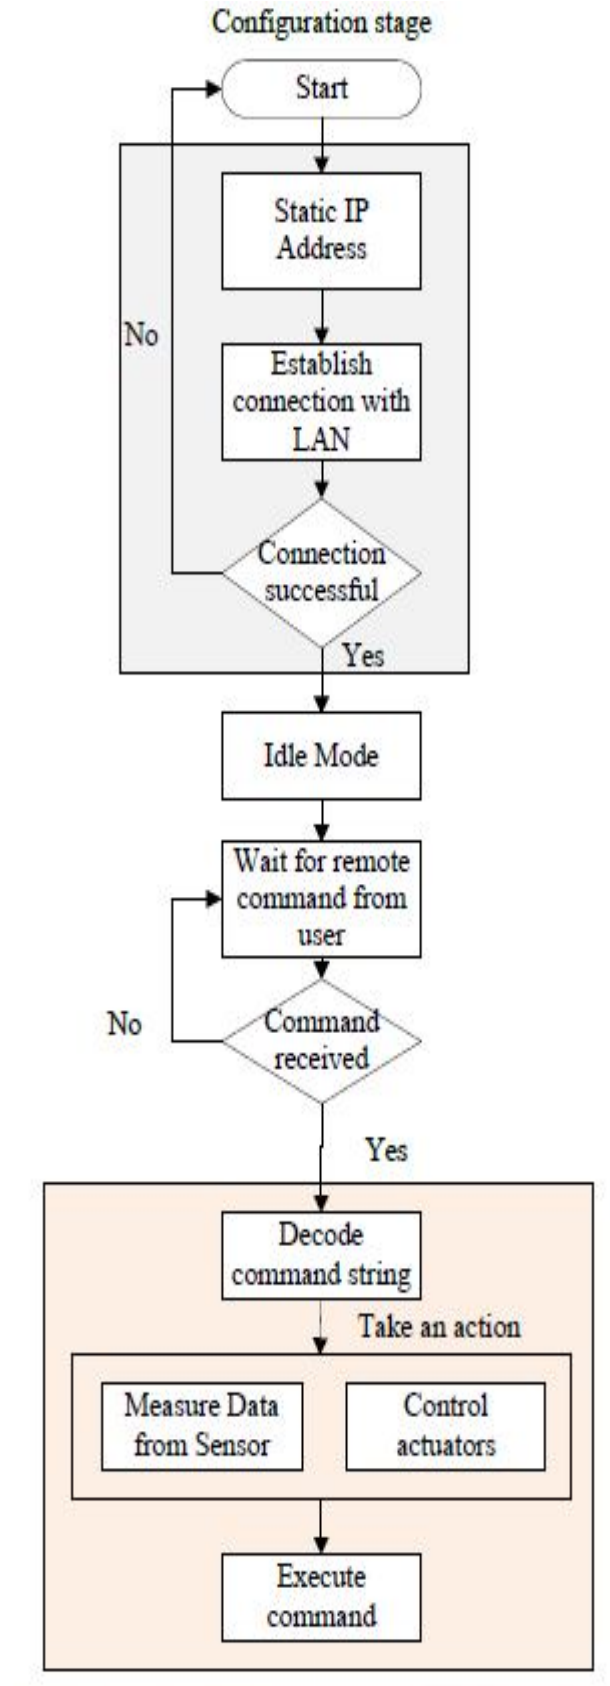 Configuration stage
Start
Static IP
Address
No
Establish
connection with
LAN
Connection
successful
Yes
Idle Mode
Wait for remote
command from
user
No
Command
received
Yes
Decode
command string
Take an action
Measure Data
from Sensor
Control
actuators
Execute
command